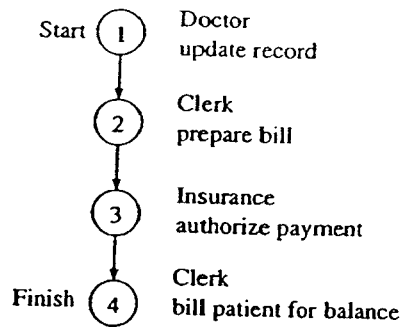 Start 1 Doctor
update record
2 Clerk
prepare bill
3 Insurance
authorize payment
Finish 4 Clerk
bill patient for balance